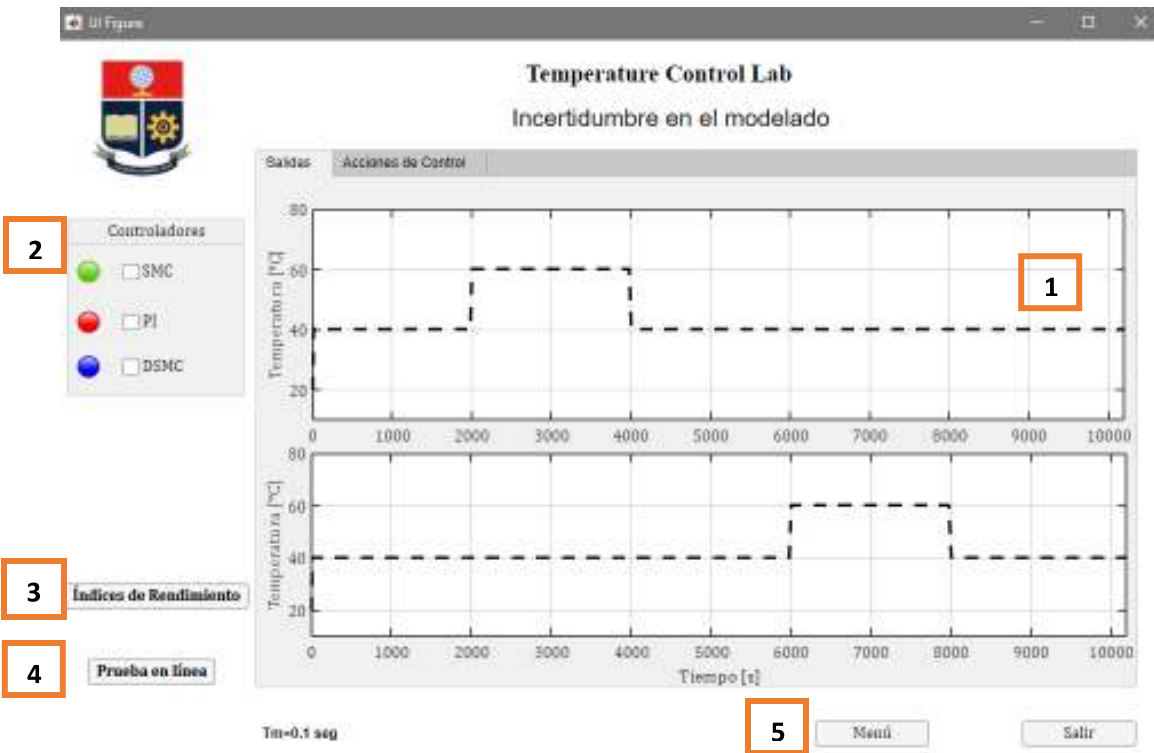 UI Figure
Temperature Control Lab
Incertidumbre en el modelado
Salidas Acciones de Control
2
Controladores
SMC
PI
DSMC
1
Temperatura [°C]
80
60
40
20
0 1000 2000 3000 4000 5000 6000 7000 8000 9000 10000
Temperatura [°C]
80
60
40
20
0 1000 2000 3000 4000 5000 6000 7000 8000 9000 10000
Tiempo [s]
3
Índices de Rendimiento
4
Prueba en línea
Tm=0.1 seg
5
Menú
Salir